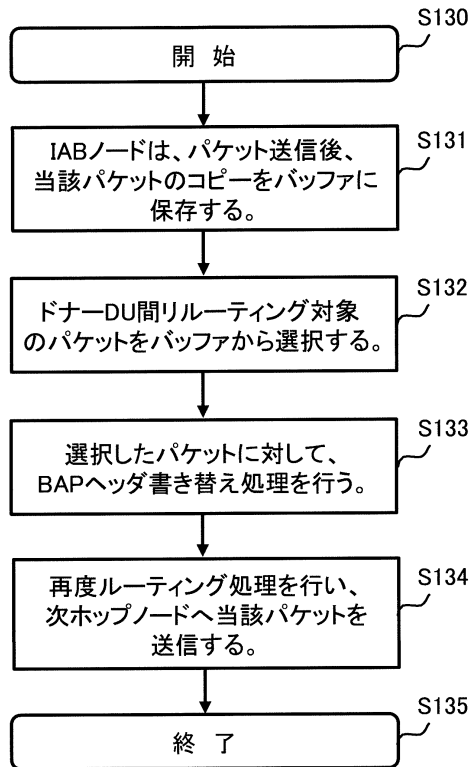 S130
開 始
S131
IABノードは、パケット送信後、
当該パケットのコピーをバッファに
保存する。
S132
ドナーDU間リルーティング対象
のパケットをバッファから選択する。
S133
選択したパケットに対して、
BAPヘッダ書き替え処理を行う。
S134
再度ルーティング処理を行い、
次ホップノードへ当該パケットを
送信する。
S135
終 了